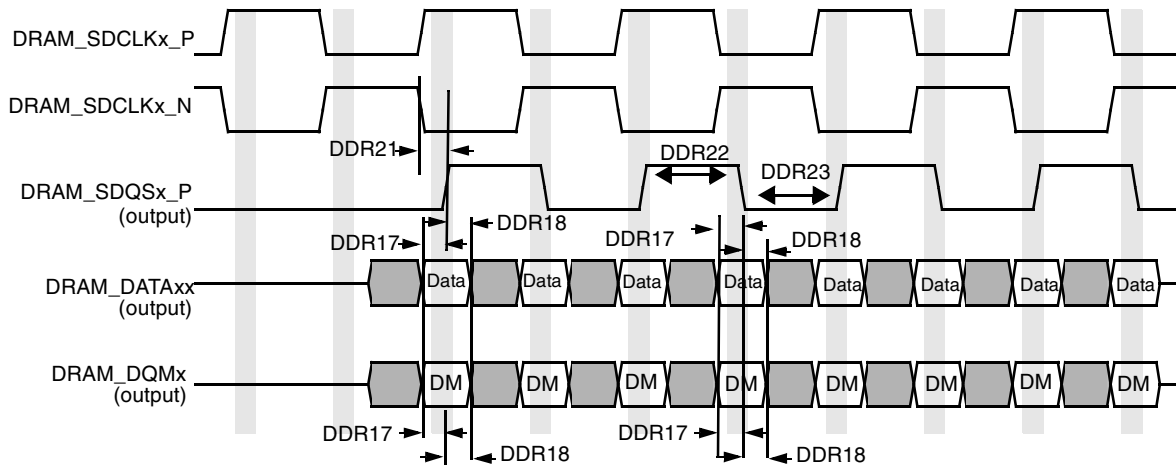 DRAM_SDCLKx_P
DRAM_SDCLKx_N
DDR21
DDR22
DDR23
DRAM_SDQSx_P
(output)
DDR18
DDR17
DDR17
DDR18
DRAM_DATAxx
(output)
Data Data Data Data Data Data Data Data
DRAM_DQMx
(output)
DM DM DM DM DM DM DM DM
DDR17
DDR18
DDR17
DDR18